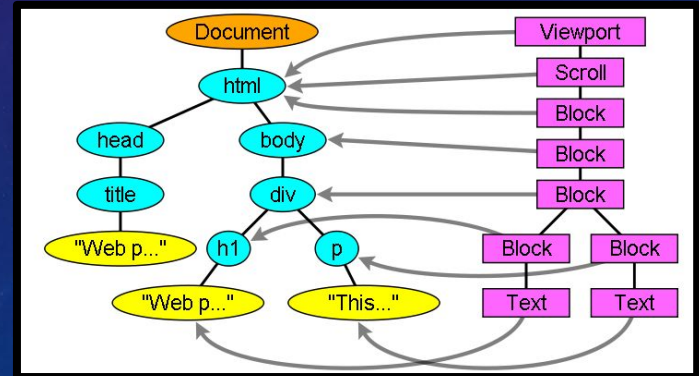 Document
Viewport
html
Scroll
Block
head
body
Block
title
div
Block
"Web p..."
h1
p
Block
Block
"Web p..."
"This..."
Text
Text